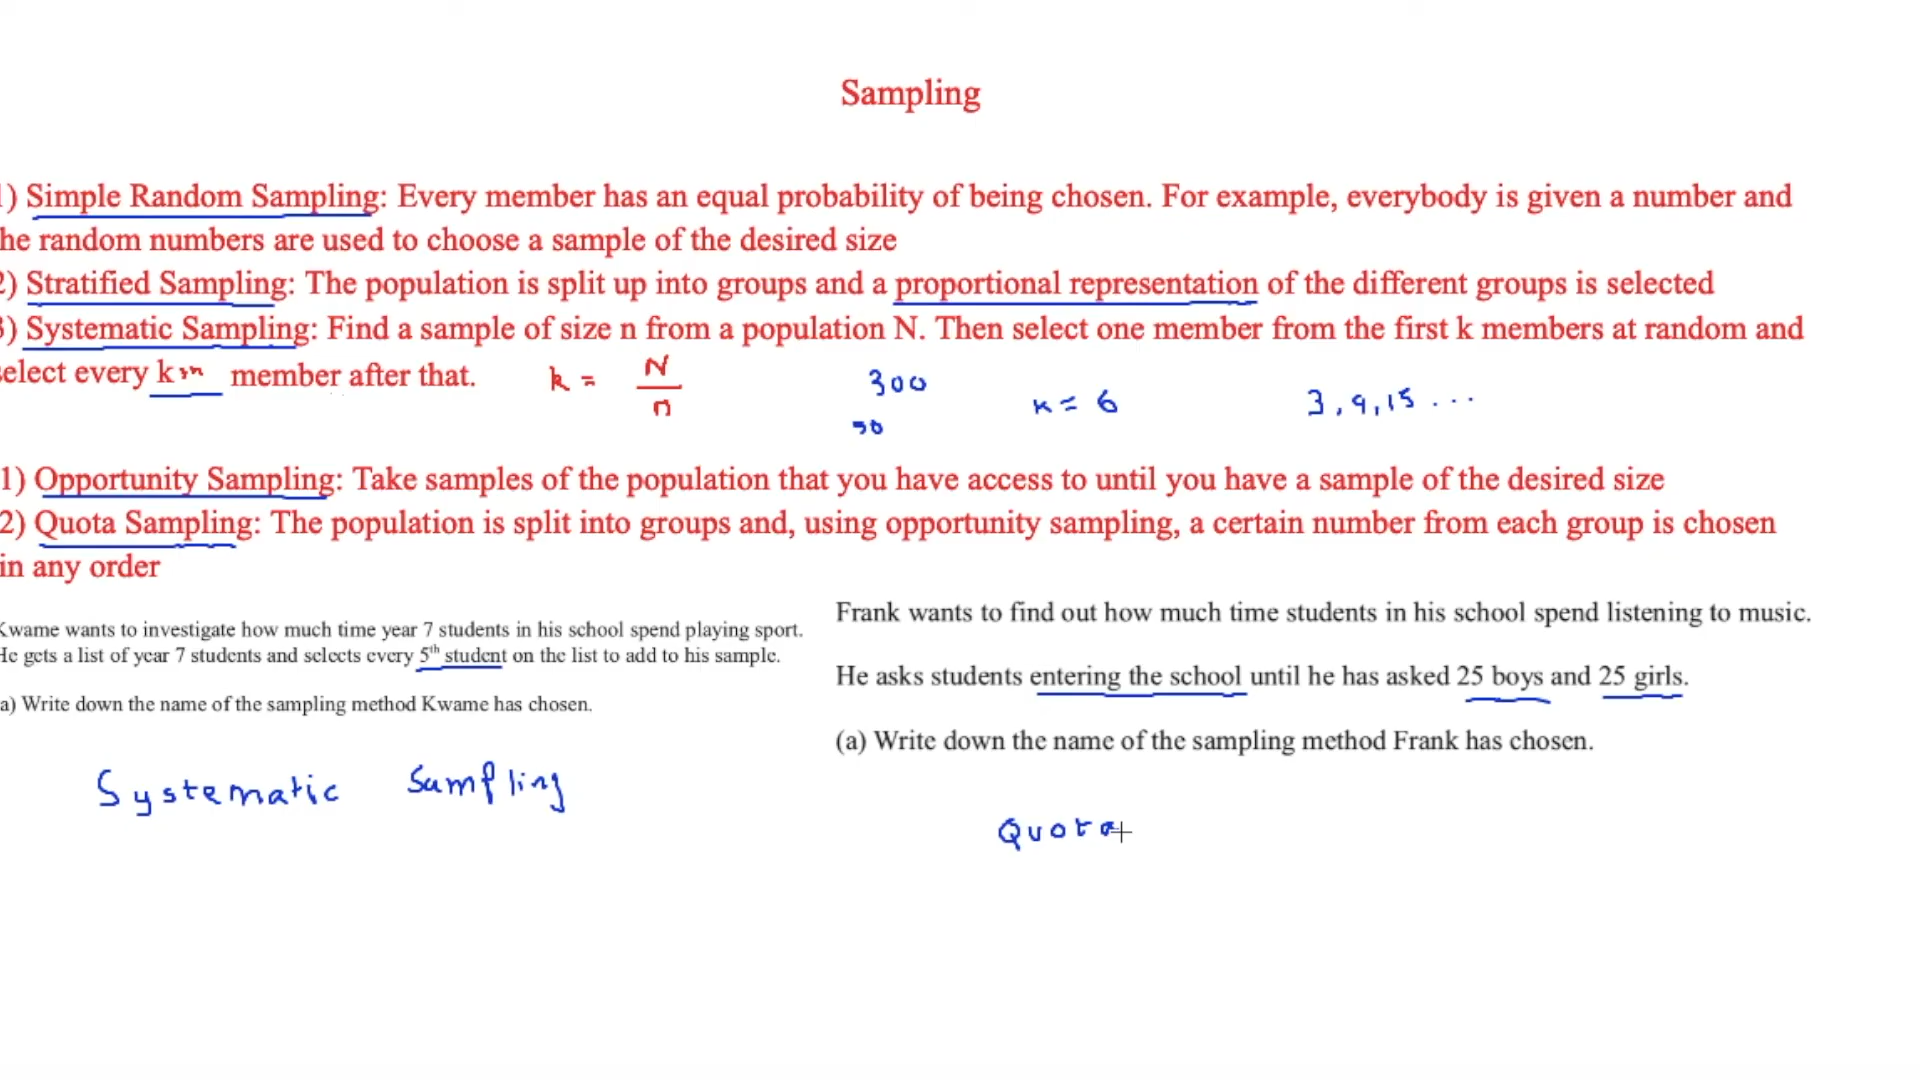 Sampling
1) Simple Random Sampling: Every member has an equal probability of being chosen. For example, everybody is given a number and
he random numbers are used to choose a sample of the desired size
2) Stratified Sampling: The population is split up into groups and a proportional representation of the different groups is selected
3) Systematic Sampling: Find a sample of size n from a population N. Then select one member from the first k members at random and
select every k member after that. k = N/n 300 50 k = 6 3, 9, 15 ...
1) Opportunity Sampling: Take samples of the population that you have access to until you have a sample of the desired size
2) Quota Sampling: The population is split into groups and, using opportunity sampling, a certain number from each group is chosen
in any order
Kwame wants to investigate how much time year 7 students in his school spend playing sport.
He gets a list of year 7 students and selects every 5th student on the list to add to his sample.
a) Write down the name of the sampling method Kwame has chosen.
Systematic Sampling
Frank wants to find out how much time students in his school spend listening to music.
He asks students entering the school until he has asked 25 boys and 25 girls.
(a) Write down the name of the sampling method Frank has chosen.
Quota